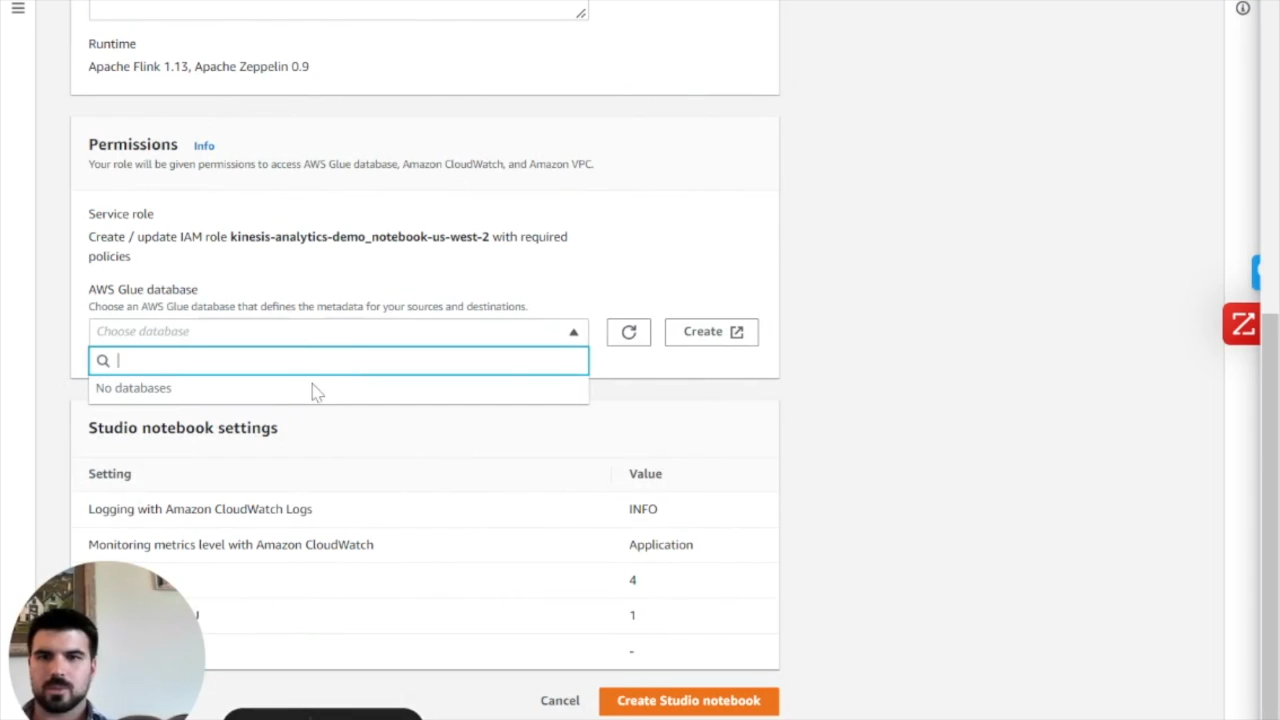 Runtime
Apache Flink 1.13, Apache Zeppelin 0.9
Permissions Info
Your role will be given permissions to access AWS Glue database, Amazon CloudWatch, and Amazon VPC.
Service role
Create / update IAM role kinesis-analytics-demo_notebook-us-west-2 with required
policies
AWS Glue database
Choose an AWS Glue database that defines the metadata for your sources and destinations.
Choose database
Create
No databases
Studio notebook settings
Setting Value
Logging with Amazon CloudWatch Logs INFO
Monitoring metrics level with Amazon CloudWatch Application
4
1
-
Cancel Create Studio notebook